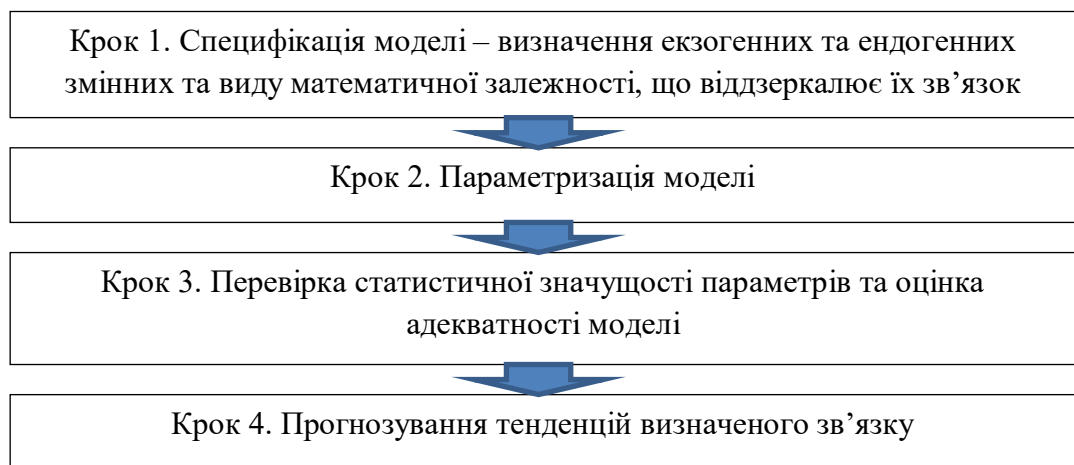 Крок 1. Специфікація моделі – визначення екзогенних та ендогенних
змінних та виду математичної залежності, що віддзеркалює їх зв’язок
Крок 2. Параметризація моделі
Крок 3. Перевірка статистичної значущості параметрів та оцінка
адекватності моделі
Крок 4. Прогнозування тенденцій визначеного зв’язку